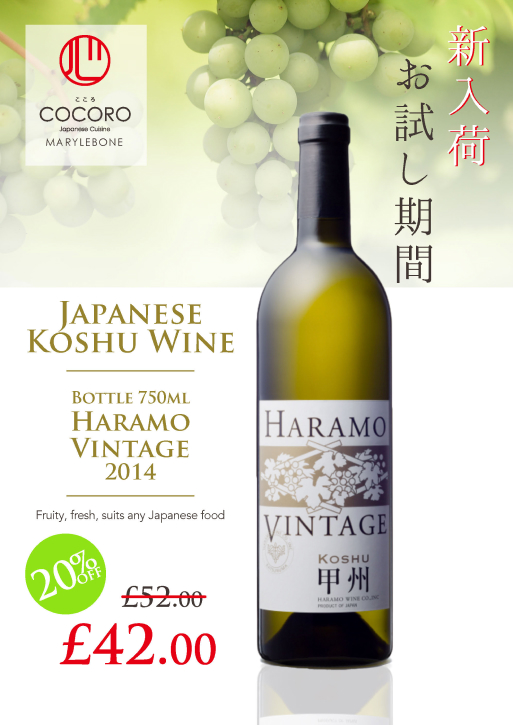 こころ
COCORO
Japanese Cuisine
MARYLEBONE
新入荷
お試し期間
JAPANESE
KOSHU WINE
BOTTLE 750ML
HARAMO
VINTAGE
2014
Fruity, fresh, suits any Japanese food
20%
OFF
£52.00
£42.00
HARAMO
VINTAGE
KOSHU
甲州
HARAMO WINE CO.,INC
PRODUCT OF JAPAN